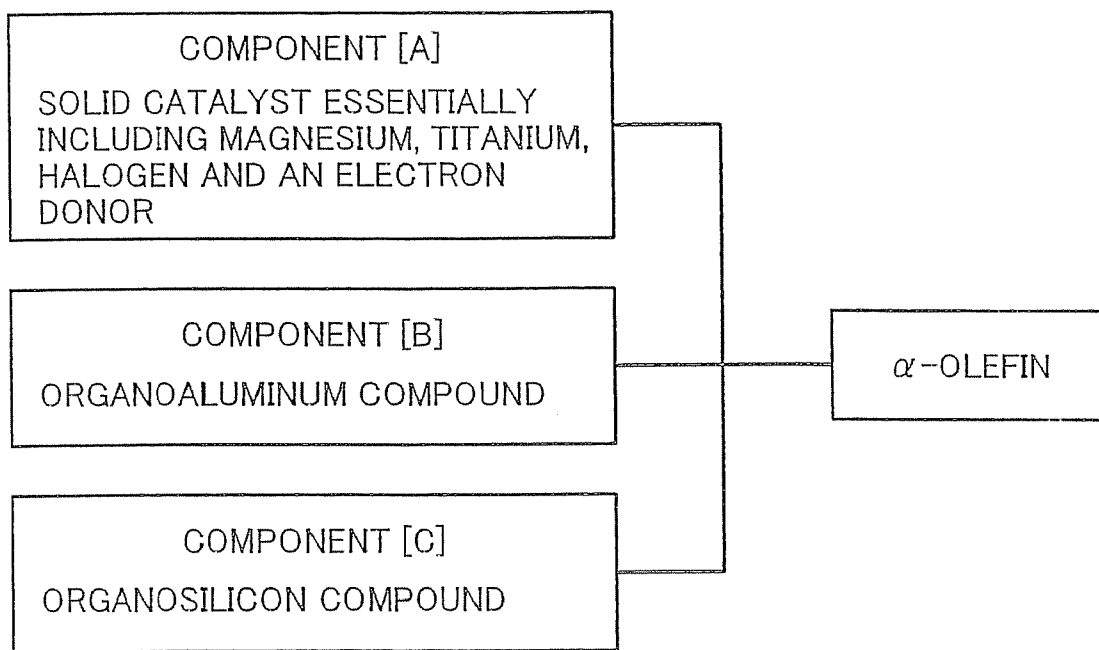 COMPONENT [A]
SOLID CATALYST ESSENTIALLY
INCLUDING MAGNESIUM, TITANIUM,
HALOGEN AND AN ELECTRON
DONOR
COMPONENT [B]
ORGANOALUMINUM COMPOUND
α-OLEFIN
COMPONENT [C]
ORGANOSILICON COMPOUND